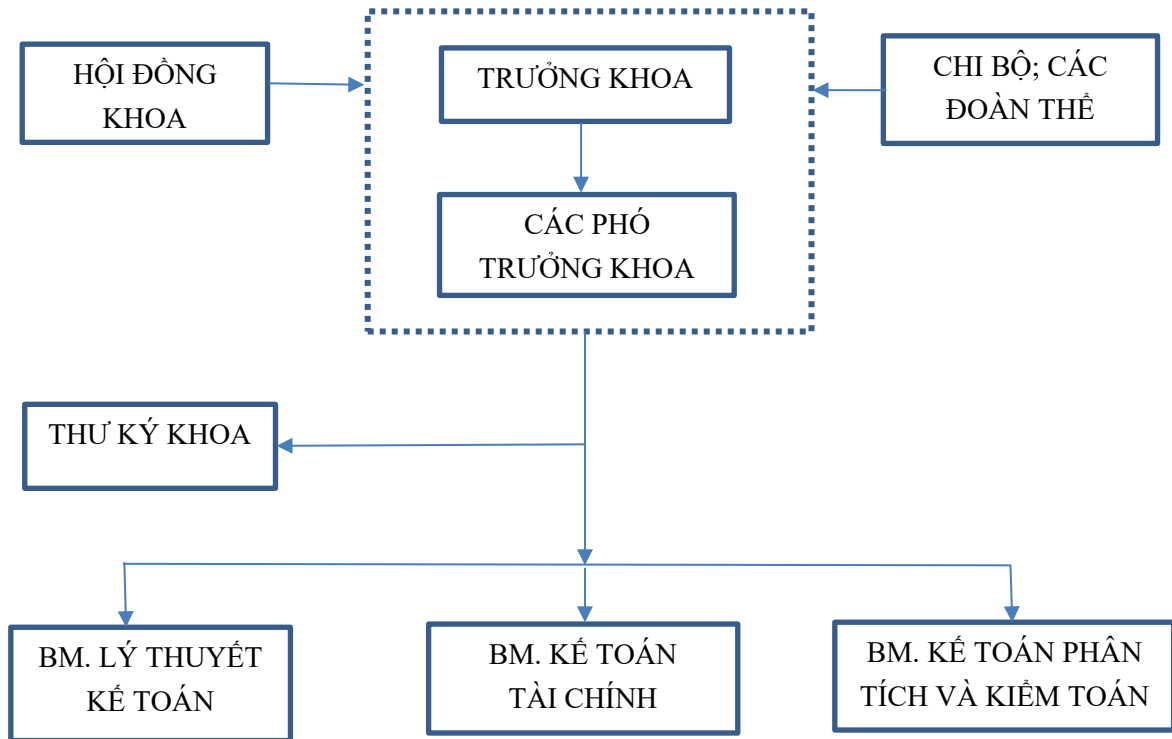 HỘI ĐỒNG
KHOA
TRƯỞNG KHOA
CHI BỘ; CÁC
ĐOÀN THỂ
CÁC PHÓ
TRƯỞNG KHOA
THƯ KÝ KHOA
BM. LÝ THUYẾT
KẾ TOÁN
BM. KẾ TOÁN
TÀI CHÍNH
BM. KẾ TOÁN PHÂN
TÍCH VÀ KIỂM TOÁN